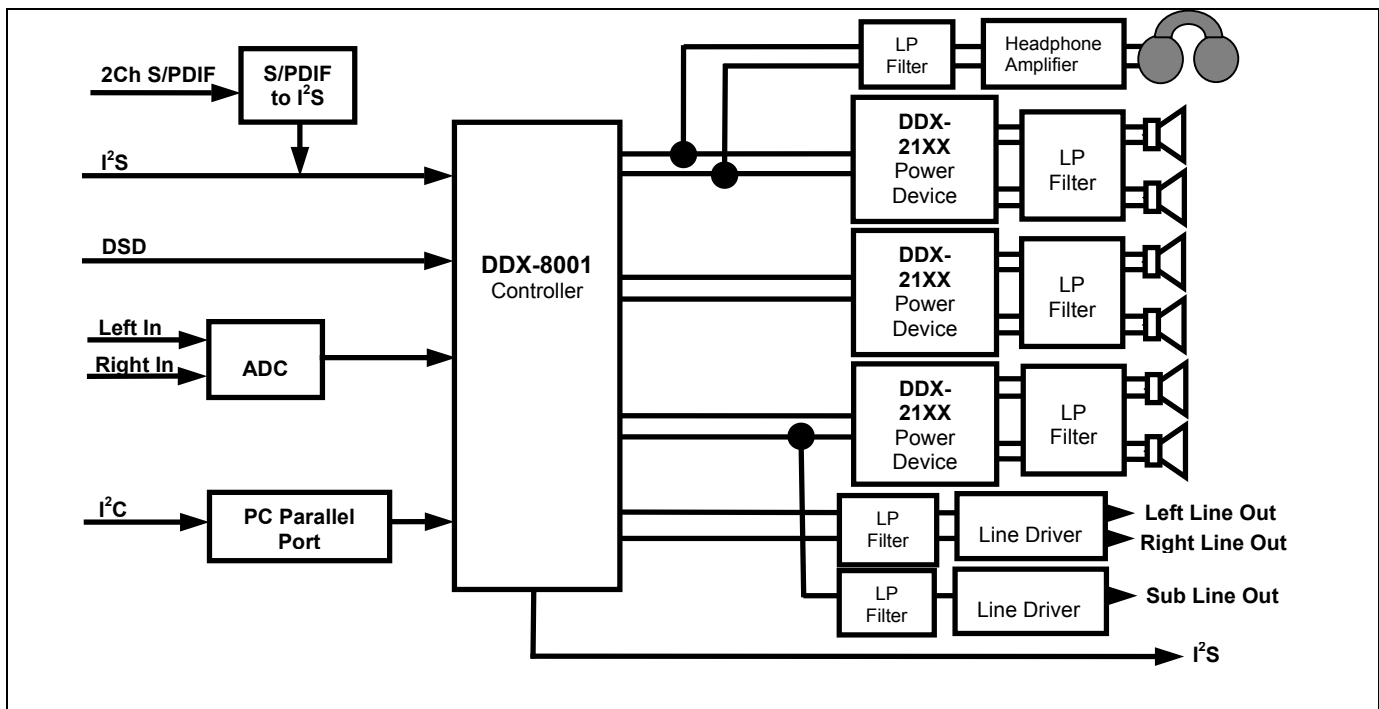 2Ch S/PDIF
S/PDIF
to I²S
I²S
DSD
Left In
Right In
ADC
I²C
PC Parallel
Port
DDX-8001
Controller
LP
Filter
Headphone
Amplifier
DDX-
21XX
Power
Device
LP
Filter
DDX-
21XX
Power
Device
LP
Filter
DDX-
21XX
Power
Device
LP
Filter
LP
Filter
Line Driver
Left Line Out
Right Line Out
LP
Filter
Line Driver
Sub Line Out
I²S